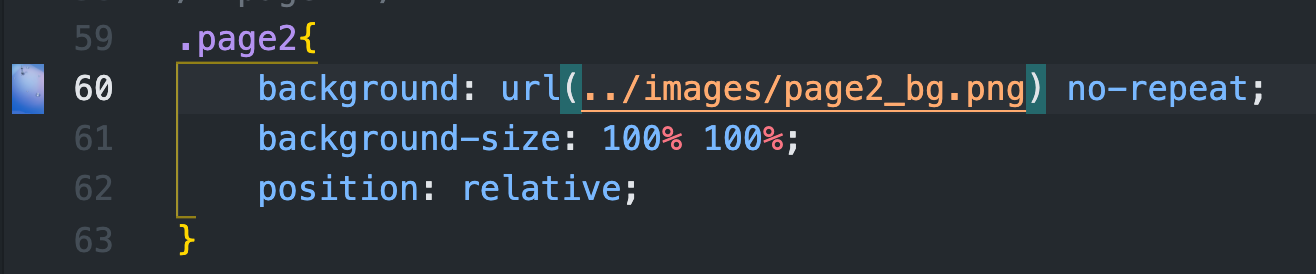 59 .page2{
60 background: url(../images/page2_bg.png) no-repeat;
61 background-size: 100% 100%;
62 position: relative;
63 }